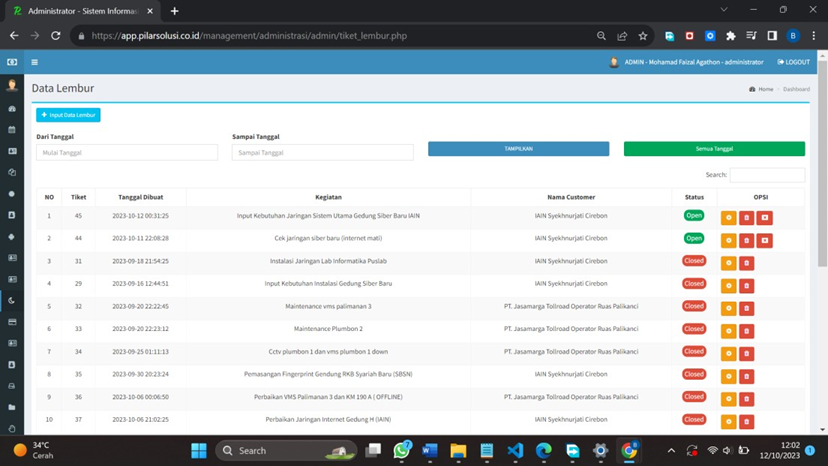 Administrator - Sistem Informas
https://app.pilarsolusi.co.id/management/administrasi/admin/tiket_lembur.php
B
ADMIN - Mohamad Faizal Agathon - administrator
LOGOUT
Data Lembur
Home > Dashboard
+ Input Data Lembur
Dari Tanggal
Sampai Tanggal
Mulai Tanggal
Sampai Tanggal
TAMPILKAN
Semua Tanggal
Search:
NO Tiket Tanggal Dibuat Kegiatan Nama Customer Status OPSI
1 45 2023-10-12 00:31:25 Input Kebutuhan Jaringan Sistem Utama Gedung Siber Baru IAIN IAIN Syekhnurjati Cirebon Open
2 44 2023-10-11 22:08:28 Cek jaringan siber baru (internet mati) IAIN Syekhnurjati Cirebon Open
3 31 2023-09-18 21:54:25 Instalasi Jaringan Lab Informatika Puslab IAIN Syekhnurjati Cirebon Closed
4 29 2023-09-16 12:44:51 Input Kebutuhan Instalasi Gedung Siber Baru IAIN Syekhnurjati Cirebon Closed
5 32 2023-09-20 22:22:45 Maintenance vms palimanan 3 PT. Jasamarga Tollroad Operator Ruas Palikanci Closed
6 33 2023-09-20 22:23:12 Maintenance Plumbon 2 PT. Jasamarga Tollroad Operator Ruas Palikanci Closed
7 34 2023-09-25 01:11:13 Cctv plumbon 1 dan vms plumbon 1 down PT. Jasamarga Tollroad Operator Ruas Palikanci Closed
8 35 2023-09-30 20:23:24 Pemasangan Fingerprint Gendung RKB Syariah Baru (SBSN) IAIN Syekhnurjati Cirebon Closed
9 36 2023-10-06 00:06:50 Perbaikan VMS Palimanan 3 dan KM 190 A ( OFFLINE) PT. Jasamarga Tollroad Operator Ruas Palikanci Closed
10 37 2023-10-06 21:02:25 Perbaikan Jaringan Internet Gedung H (IAIN) IAIN Syekhnurjati Cirebon Closed
34°C
Cerah
Search
7
8
12:02
12/10/2023
1